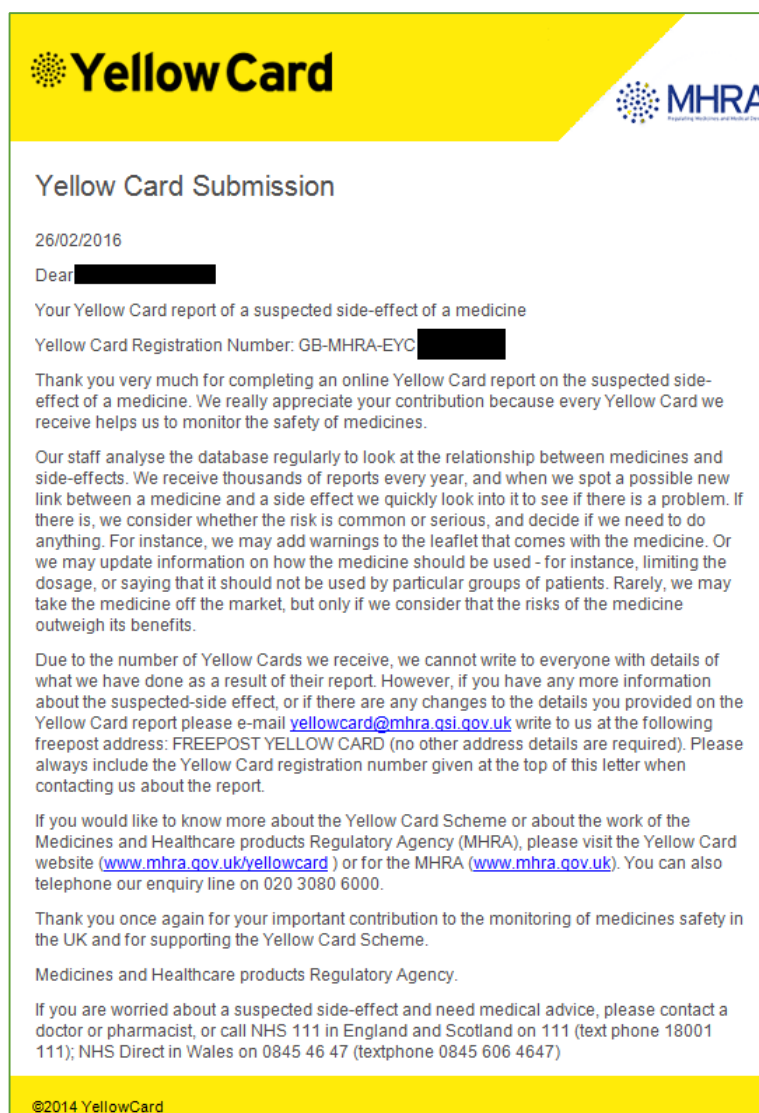 Yellow Card
MHRA
Regulating Medicines and Medical De
Yellow Card Submission
26/02/2016
Dear
Your Yellow Card report of a suspected side-effect of a medicine
Yellow Card Registration Number: GB-MHRA-EYC
Thank you very much for completing an online Yellow Card report on the suspected side-
effect of a medicine. We really appreciate your contribution because every Yellow Card we
receive helps us to monitor the safety of medicines.
Our staff analyse the database regularly to look at the relationship between medicines and
side-effects. We receive thousands of reports every year, and when we spot a possible new
link between a medicine and a side effect we quickly look into it to see if there is a problem. If
there is, we consider whether the risk is common or serious, and decide if we need to do
anything. For instance, we may add warnings to the leaflet that comes with the medicine. Or
we may update information on how the medicine should be used - for instance, limiting the
dosage, or saying that it should not be used by particular groups of patients. Rarely, we may
take the medicine off the market, but only if we consider that the risks of the medicine
outweigh its benefits.
Due to the number of Yellow Cards we receive, we cannot write to everyone with details of
what we have done as a result of their report. However, if you have any more information
about the suspected-side effect, or if there are any changes to the details you provided on the
Yellow Card report please e-mail yellowcard@mhra.gsi.gov.uk write to us at the following
freepost address: FREEPOST YELLOW CARD (no other address details are required). Please
always include the Yellow Card registration number given at the top of this letter when
contacting us about the report.
If you would like to know more about the Yellow Card Scheme or about the work of the
Medicines and Healthcare products Regulatory Agency (MHRA), please visit the Yellow Card
website (www.mhra.gov.uk/yellowcard ) or for the MHRA (www.mhra.gov.uk). You can also
telephone our enquiry line on 020 3080 6000.
Thank you once again for your important contribution to the monitoring of medicines safety in
the UK and for supporting the Yellow Card Scheme.
Medicines and Healthcare products Regulatory Agency.
If you are worried about a suspected side-effect and need medical advice, please contact a
doctor or pharmacist, or call NHS 111 in England and Scotland on 111 (text phone 18001
111); NHS Direct in Wales on 0845 46 47 (textphone 0845 606 4647)
©2014 YellowCard